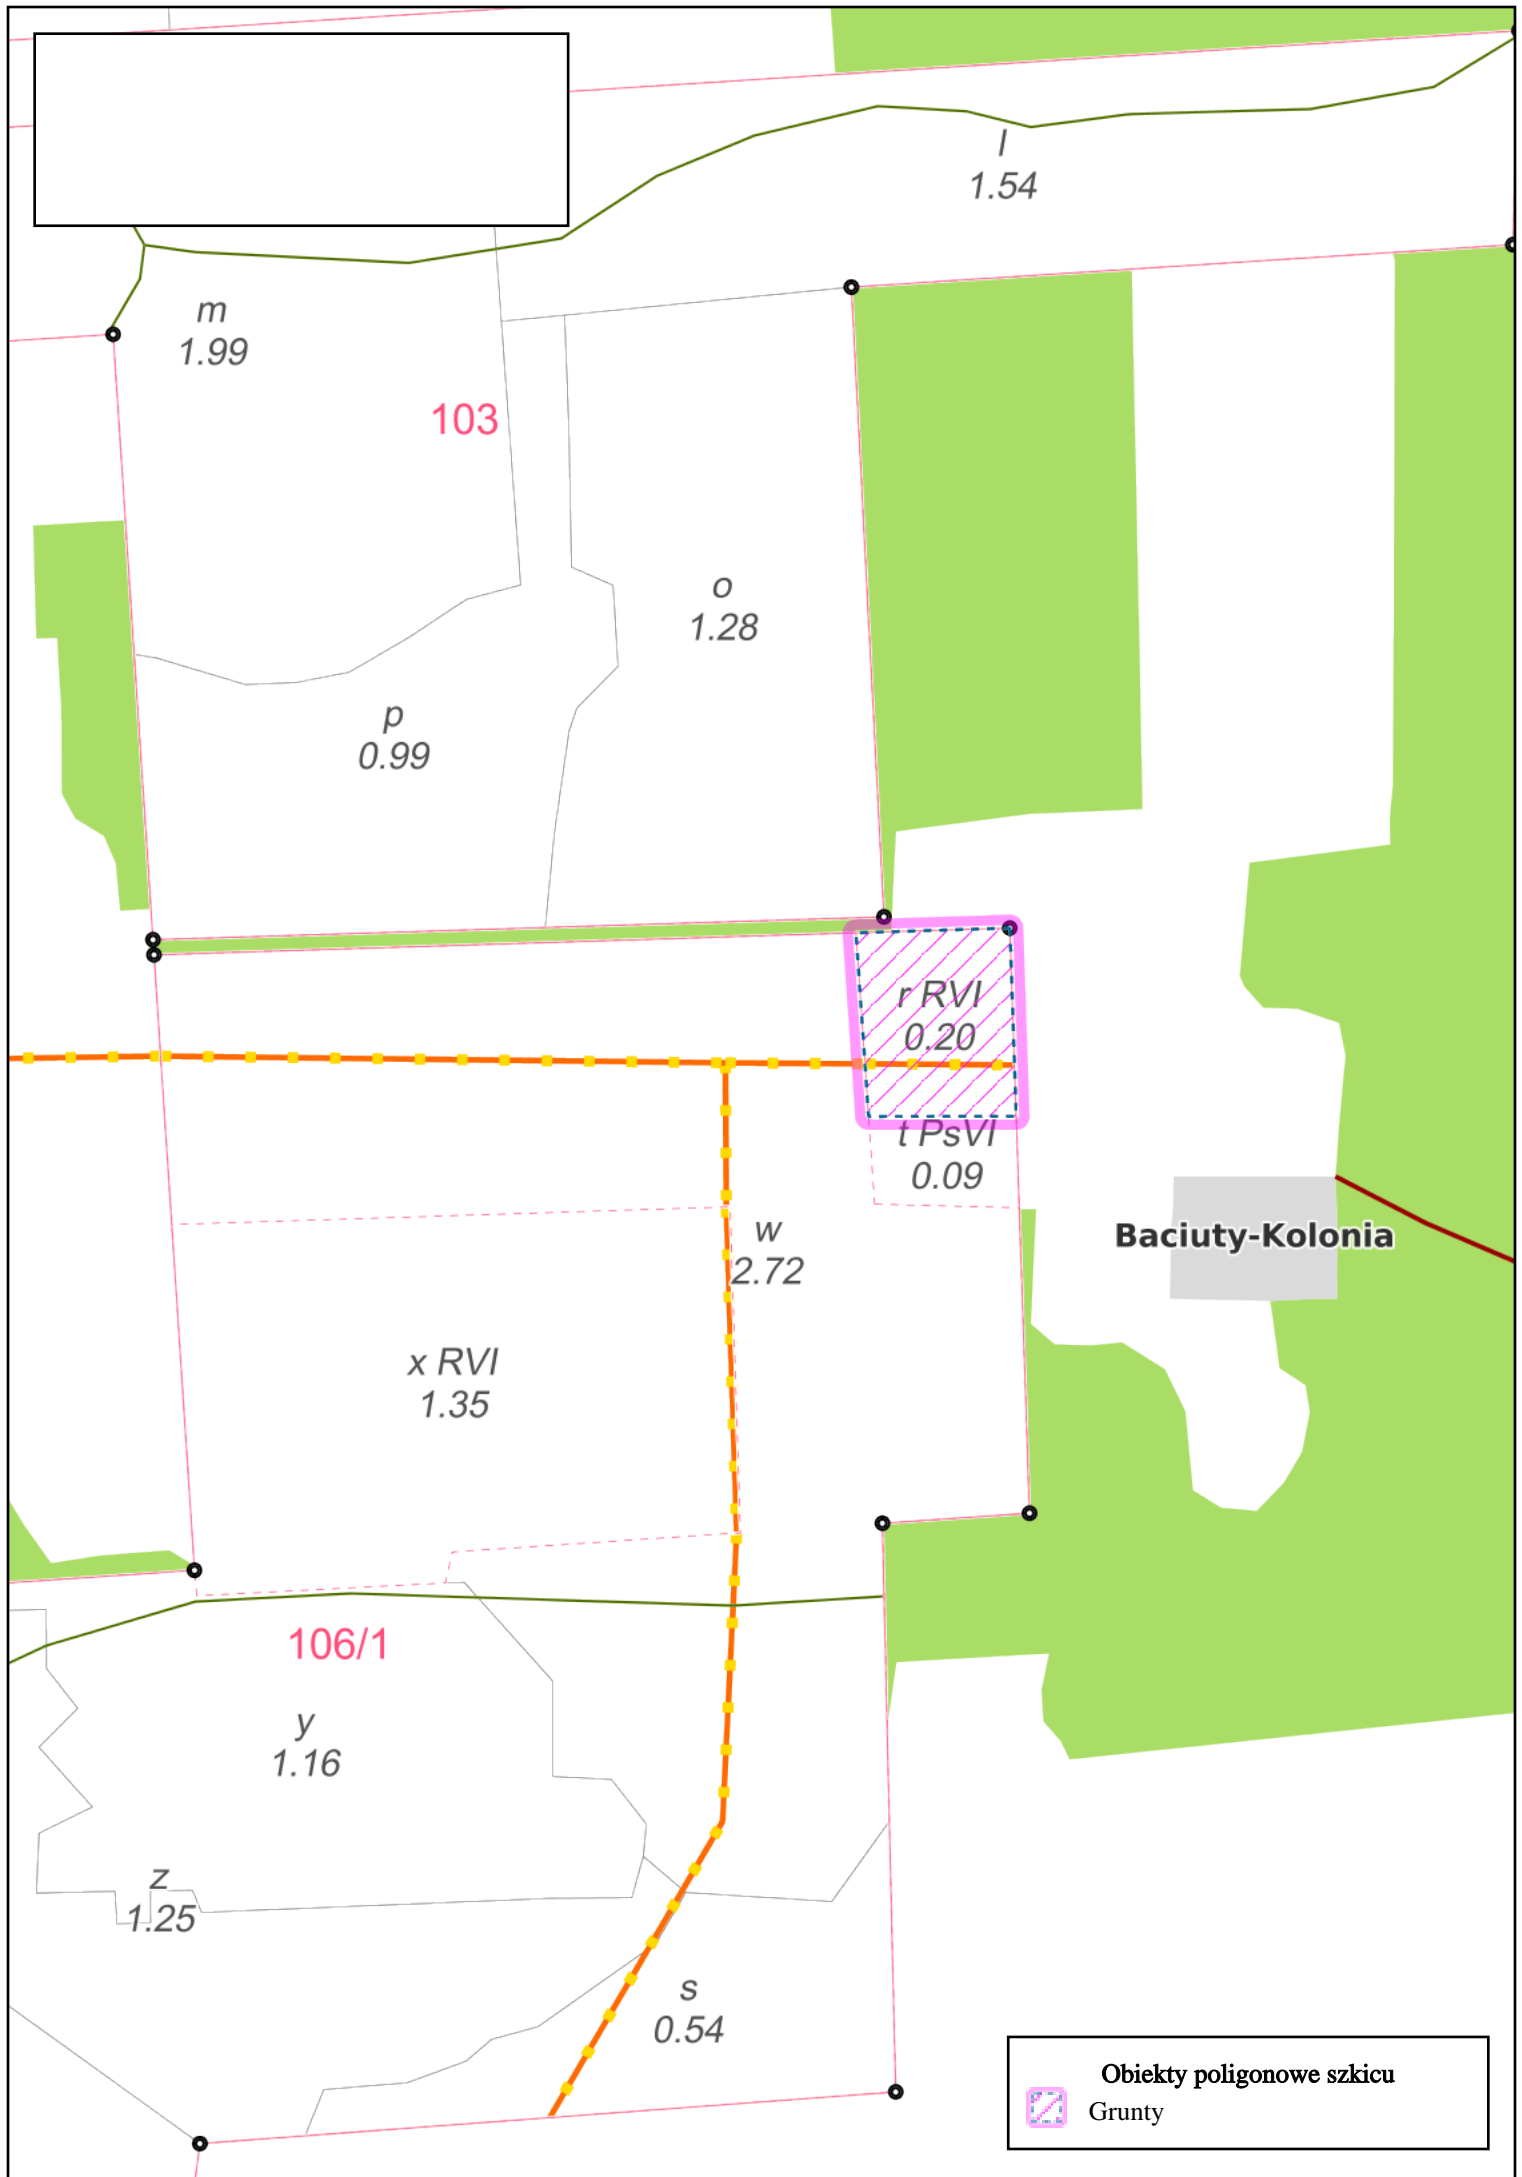 l
1.54
m
1.99
103
o
1.28
p
0.99
r RVI
0.20
t PsVI
0.09
w
2.72
Baciuty-Kolonia
x RVI
1.35
106/1
y
1.16
z
1.25
s
0.54
Obiekty poligonowe szkicu
Grunty